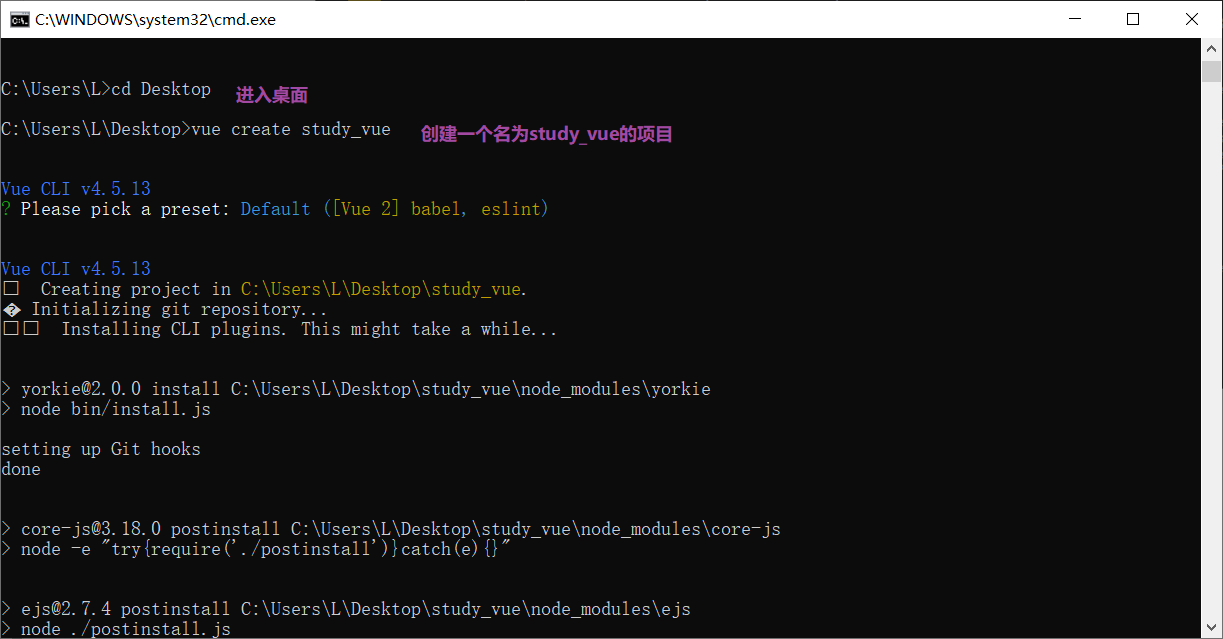 C:\WINDOWS\system32\cmd.exe
C:\Users\L>cd Desktop 进入桌面
C:\Users\L\Desktop>vue create study_vue 创建一个名为study_vue的项目
Vue CLI v4.5.13
? Please pick a preset: Default ([Vue 2] babel, eslint)
Vue CLI v4.5.13
□ Creating project in C:\Users\L\Desktop\study_vue.
� Initializing git repository...
□□ Installing CLI plugins. This might take a while...
> yorkie@2.0.0 install C:\Users\L\Desktop\study_vue\node_modules\yorkie
> node bin/install.js
setting up Git hooks
done
> core-js@3.18.0 postinstall C:\Users\L\Desktop\study_vue\node_modules\core-js
> node -e "try{require('./postinstall')}catch(e){}"
> ejs@2.7.4 postinstall C:\Users\L\Desktop\study_vue\node_modules\ejs
> node ./postinstall.js